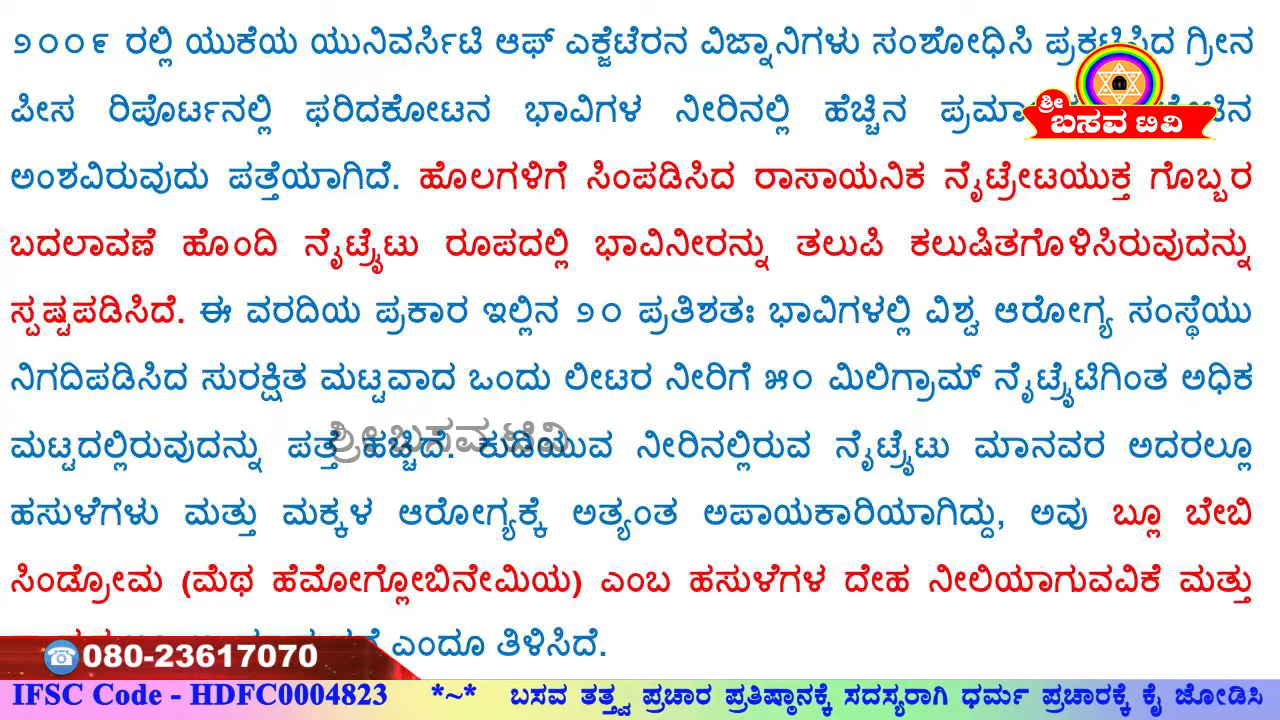 ೨೦೦೯ ರಲ್ಲಿ ಯುಕೆಯ ಯುನಿವರ್ಸಿಟಿ ಆಫ್ ಎಕ್ಜೆಟೆರನ ವಿಜ್ಞಾನಿಗಳು ಸಂಶೋಧಿಸಿ ಪ್ರಕಟಿಸಿದ ಗ್ರೀನ
ಪೀಸ ರಿಪೊರ್ಟನಲ್ಲಿ ಫರಿದಕೋಟನ ಭಾವಿಗಳ ನೀರಿನಲ್ಲಿ ಹೆಚ್ಚಿನ
ಶ್ರೀ
ಬಸವ ಟಿವಿ
ಅಂಶವಿರುವುದು ಪತ್ತೆಯಾಗಿದೆ. ಹೊಲಗಳಿಗೆ ಸಿಂಪಡಿಸಿದ ರಾಸಾಯನಿಕ ನೈಟ್ರೇಟಯುಕ್ತ ಗೊಬ್ಬರ
ಬದಲಾವಣೆ ಹೊಂದಿ ನೈಟ್ರೈಟು ರೂಪದಲ್ಲಿ ಭಾವಿನೀರನ್ನು ತಲುಪಿ ಕಲುಷಿತಗೊಳಿಸಿರುವುದನ್ನು
ಸ್ಪಷ್ಟಪಡಿಸಿದೆ. ಈ ವರದಿಯ ಪ್ರಕಾರ ಇಲ್ಲಿನ ೨೦ ಪ್ರತಿಶತಃ ಭಾವಿಗಳಲ್ಲಿ ವಿಶ್ವ ಆರೋಗ್ಯ ಸಂಸ್ಥೆಯು
ನಿಗದಿಪಡಿಸಿದ ಸುರಕ್ಷಿತ ಮಟ್ಟವಾದ ಒಂದು ಲೀಟರ ನೀರಿಗೆ ೫೦ ಮಿಲಿಗ್ರಾಮ್ ನೈಟ್ರೈಟಿಗಿಂತ ಅಧಿಕ
ಮಟ್ಟದಲ್ಲಿರುವುದನ್ನು ಪತ್ತೆ ಹಚ್ಚಿದೆ. ಕುಡಿಯುವ ನೀರಿನಲ್ಲಿರುವ ನೈಟ್ರೈಟು ಮಾನವರ ಅದರಲ್ಲೂ
ಶ್ರೀ ಬಸವ ಟಿವಿ
ಹಸುಳೆಗಳು ಮತ್ತು ಮಕ್ಕಳ ಆರೋಗ್ಯಕ್ಕೆ ಅತ್ಯಂತ ಅಪಾಯಕಾರಿಯಾಗಿದ್ದು, ಅವು ಬ್ಲೂ ಬೇಬಿ
ಸಿಂಡ್ರೋಮ (ಮೆಥ ಹೆಮೋಗ್ಲೋಬಿನೇಮಿಯ) ಎಂಬ ಹಸುಳೆಗಳ ದೇಹ ನೀಲಿಯಾಗುವವಿಕೆ ಮತ್ತು
ಎಂದೂ ತಿಳಿಸಿದೆ.
080-23617070
IFSC Code - HDFC0004823 *~* ಬಸವ ತತ್ತ್ವ ಪ್ರಚಾರ ಪ್ರತಿಷ್ಠಾನಕ್ಕೆ ಸದಸ್ಯರಾಗಿ ಧರ್ಮ ಪ್ರಚಾರಕ್ಕೆ ಕೈ ಜೋಡಿಸಿ